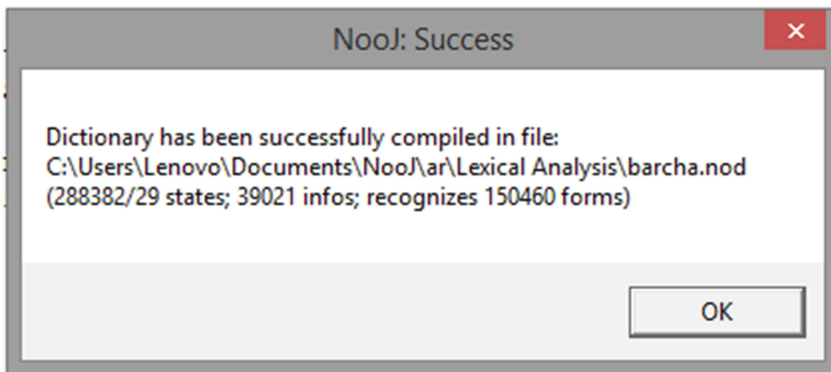 NooJ: Success
Dictionary has been successfully compiled in file:
C:\Users\Lenovo\Documents\NooJ\ar\Lexical Analysis\barcha.nod
(288382/29 states; 39021 infos; recognizes 150460 forms)
OK